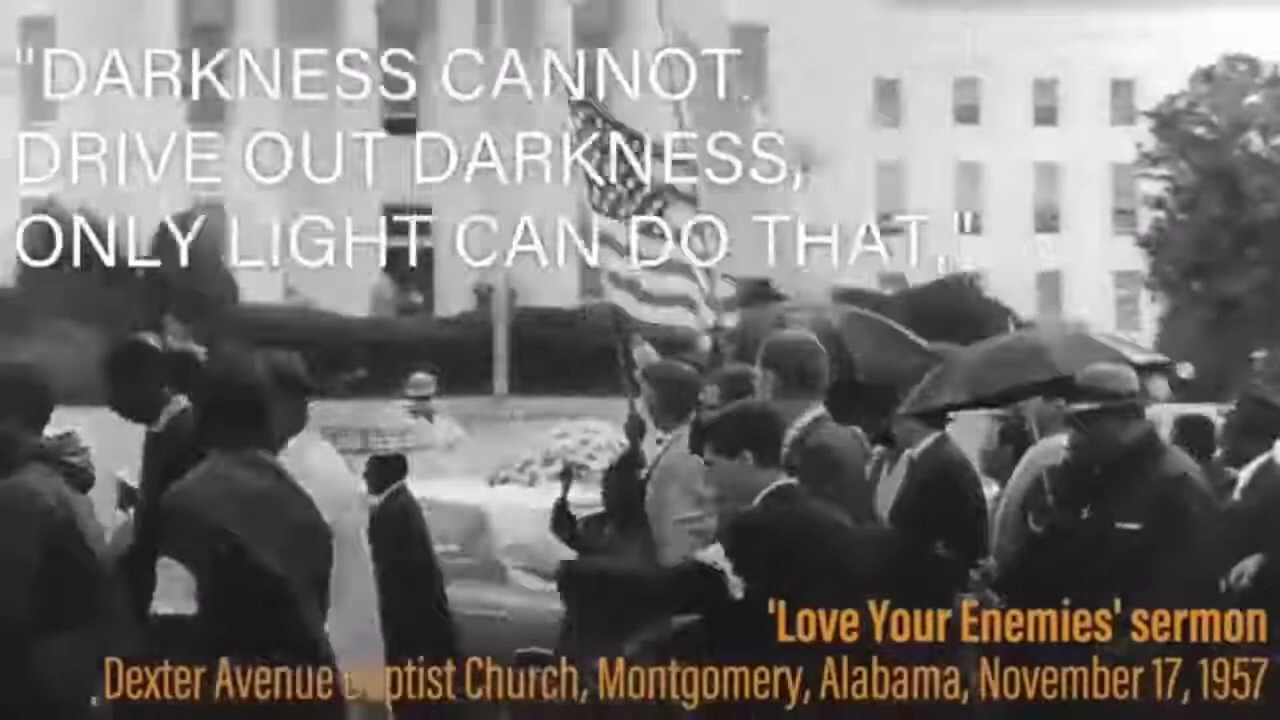 "DARKNESS CANNOT
DRIVE OUT DARKNESS,
ONLY LIGHT CAN DO THAT."
'Love Your Enemies' sermon
Dexter Avenue Church, Montgomery, Alabama, November 17, 1957